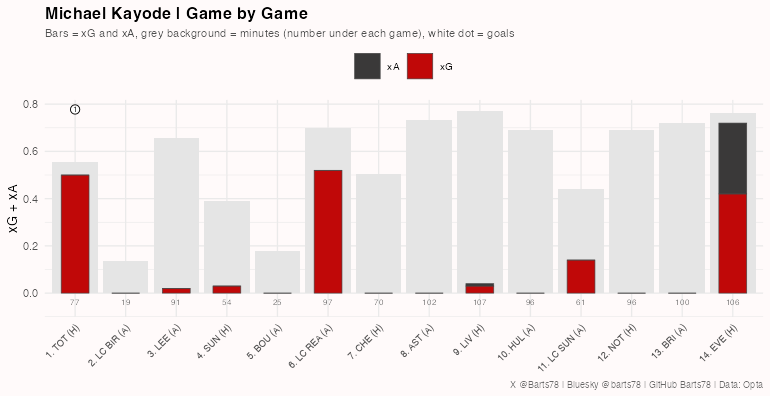 Michael Kayode | Game by Game
Bars = xG and xA, grey background = minutes (number under each game), white dot = goals
xA
xG
xG + xA
0.8
0.6
0.4
0.2
0.0
1
77
19
91
54
25
97
70
102
107
96
61
96
100
106
1. TOT (H)
2. LC BIR (A)
3. LEE (A)
4. SUN (H)
5. BOU (A)
6. LC REA (A)
7. CHE (H)
8. AST (A)
9. LIV (H)
10. HUL (A)
11. LC SUN (A)
12. NOT (H)
13. BRI (A)
14. EVE (H)
X @Barts78 | Bluesky @barts78 | GitHub Barts78 | Data: Opta